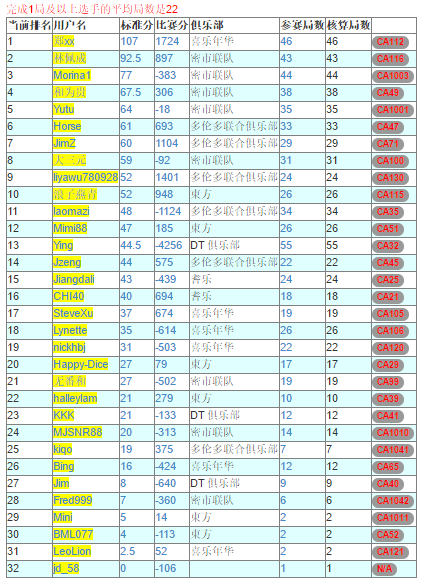 完成1局及以上选手的平均局数是22
当前排名 用户名 标准分 比赛分 俱乐部 参赛局数 核算局数
1 郑xx 107 1724 喜乐年华 46 46 CA112
2 林佩成 92.5 897 密市联队 43 43 CA116
3 Morina1 77 -383 密市联队 44 44 CA1003
4 和为贵 67.5 306 密市联队 38 38 CA49
5 Yutu 64 -18 密市联队 35 35 CA1001
6 Horse 61 693 多伦多联合俱乐部 33 33 CA47
7 JimZ 60 1104 多伦多联合俱乐部 29 29 CA71
8 大三元 59 -92 密市联队 31 31 CA100
9 liyawu780928 52 1401 多伦多联合俱乐部 24 24 CA130
10 浪子燕青 52 948 東方 26 26 CA115
11 laomazi 48 -1124 多伦多联合俱乐部 34 34 CA35
12 Mimi88 47 185 東方 26 26 CA51
13 Ying 44.5 -4256 DT 俱乐部 55 55 CA32
14 Jzeng 44 575 多伦多联合俱乐部 22 22 CA45
15 Jiangdali 43 -439 耆乐 24 24 CA25
16 CHI40 40 694 耆乐 18 18 CA21
17 SteveXu 37 674 喜乐年华 19 19 CA105
18 Lynette 35 -614 喜乐年华 26 26 CA106
19 nickhbj 31 -503 喜乐年华 22 22 CA120
20 Happy-Dice 27 79 東方 17 17 CA29
21 无番和 27 -502 密市联队 19 19 CA99
22 halleylam 21 279 東方 10 10 CA39
23 KKK 21 -133 DT 俱乐部 12 12 CA41
24 MJSNR88 20 -313 密市联队 14 14 CA1010
25 kiqo 19 375 多伦多联合俱乐部 7 7 CA1041
26 Bing 16 -424 喜乐年华 12 12 CA65
27 Jim 8 -640 DT 俱乐部 9 9 CA40
28 Fred999 7 -360 密市联队 6 6 CA1042
29 Mini 5 14 東方 2 2 CA1011
30 BML077 4 -113 東方 2 2 CA52
31 LeoLion 2.5 52 喜乐年华 2 2 CA121
32 jd_58 0 -106 1 1 N/A